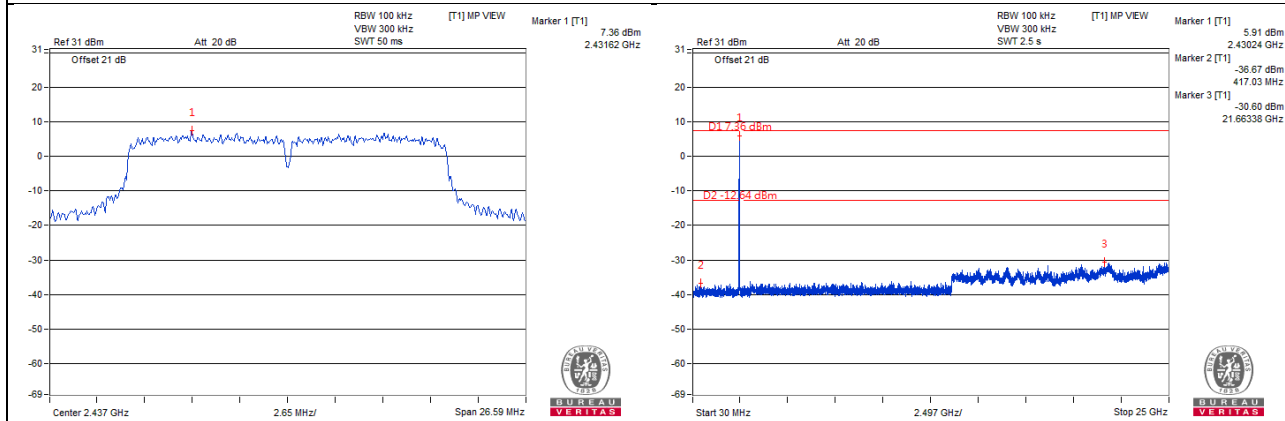 RBW 100 kHz
[T1] MP VIEW
VBW 300 kHz
Ref 31 dBm
Att 20 dB
SWT 50 ms
Marker 1 [T1]
7.36 dBm
2.43162 GHz
31
Offset 21 dB
20
10
0
-10
-20
-30
-40
-50
-60
-69
1
Center 2.437 GHz
2.65 MHz/
Span 26.59 MHz
BUREAU
VERITAS
1828
RBW 100 kHz
[T1] MP VIEW
VBW 300 kHz
Ref 31 dBm
Att 20 dB
SWT 2.5 s
Marker 1 [T1]
5.91 dBm
2.43024 GHz
Marker 2 [T1]
-36.67 dBm
417.03 MHz
Marker 3 [T1]
-30.60 dBm
21.66338 GHz
31
Offset 21 dB
20
10
0
-10
-20
-30
-40
-50
-60
-69
1
D1 7.36 dBm
D2 -12.64 dBm
2
3
Start 30 MHz
2.497 GHz/
Stop 25 GHz
BUREAU
VERITAS
1828